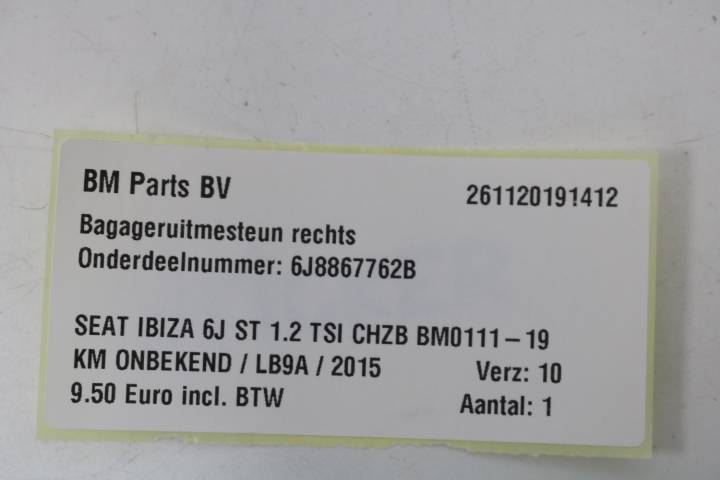 BM Parts BV 261120191412
Bagageruitmesteun rechts
Onderdeelnummer: 6J8867762B
SEAT IBIZA 6J ST 1.2 TSI CHZB BM0111-19
KM ONBEKEND / LB9A / 2015 Verz: 10
9.50 Euro incl. BTW Aantal: 1